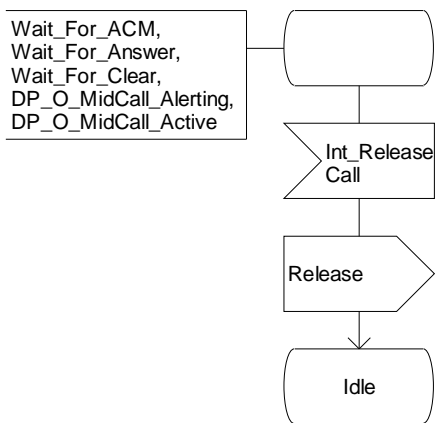 Wait_For_ACM,
Wait_For_Answer,
Wait_For_Clear,
DP_O_MidCall_Alerting,
DP_O_MidCall_Active
Int_Release
Call
Release
Idle